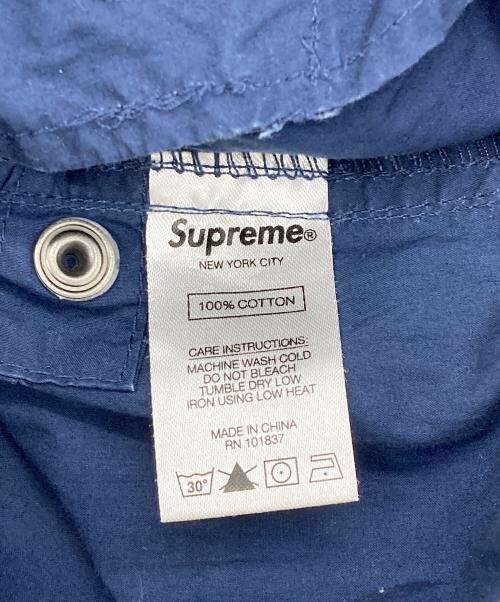 Supreme®
NEW YORK CITY
100% COTTON
CARE INSTRUCTIONS:
MACHINE WASH COLD
DO NOT BLEACH
TUMBLE DRY LOW
IRON USING LOW HEAT
MADE IN CHINA
RN 101837
30°